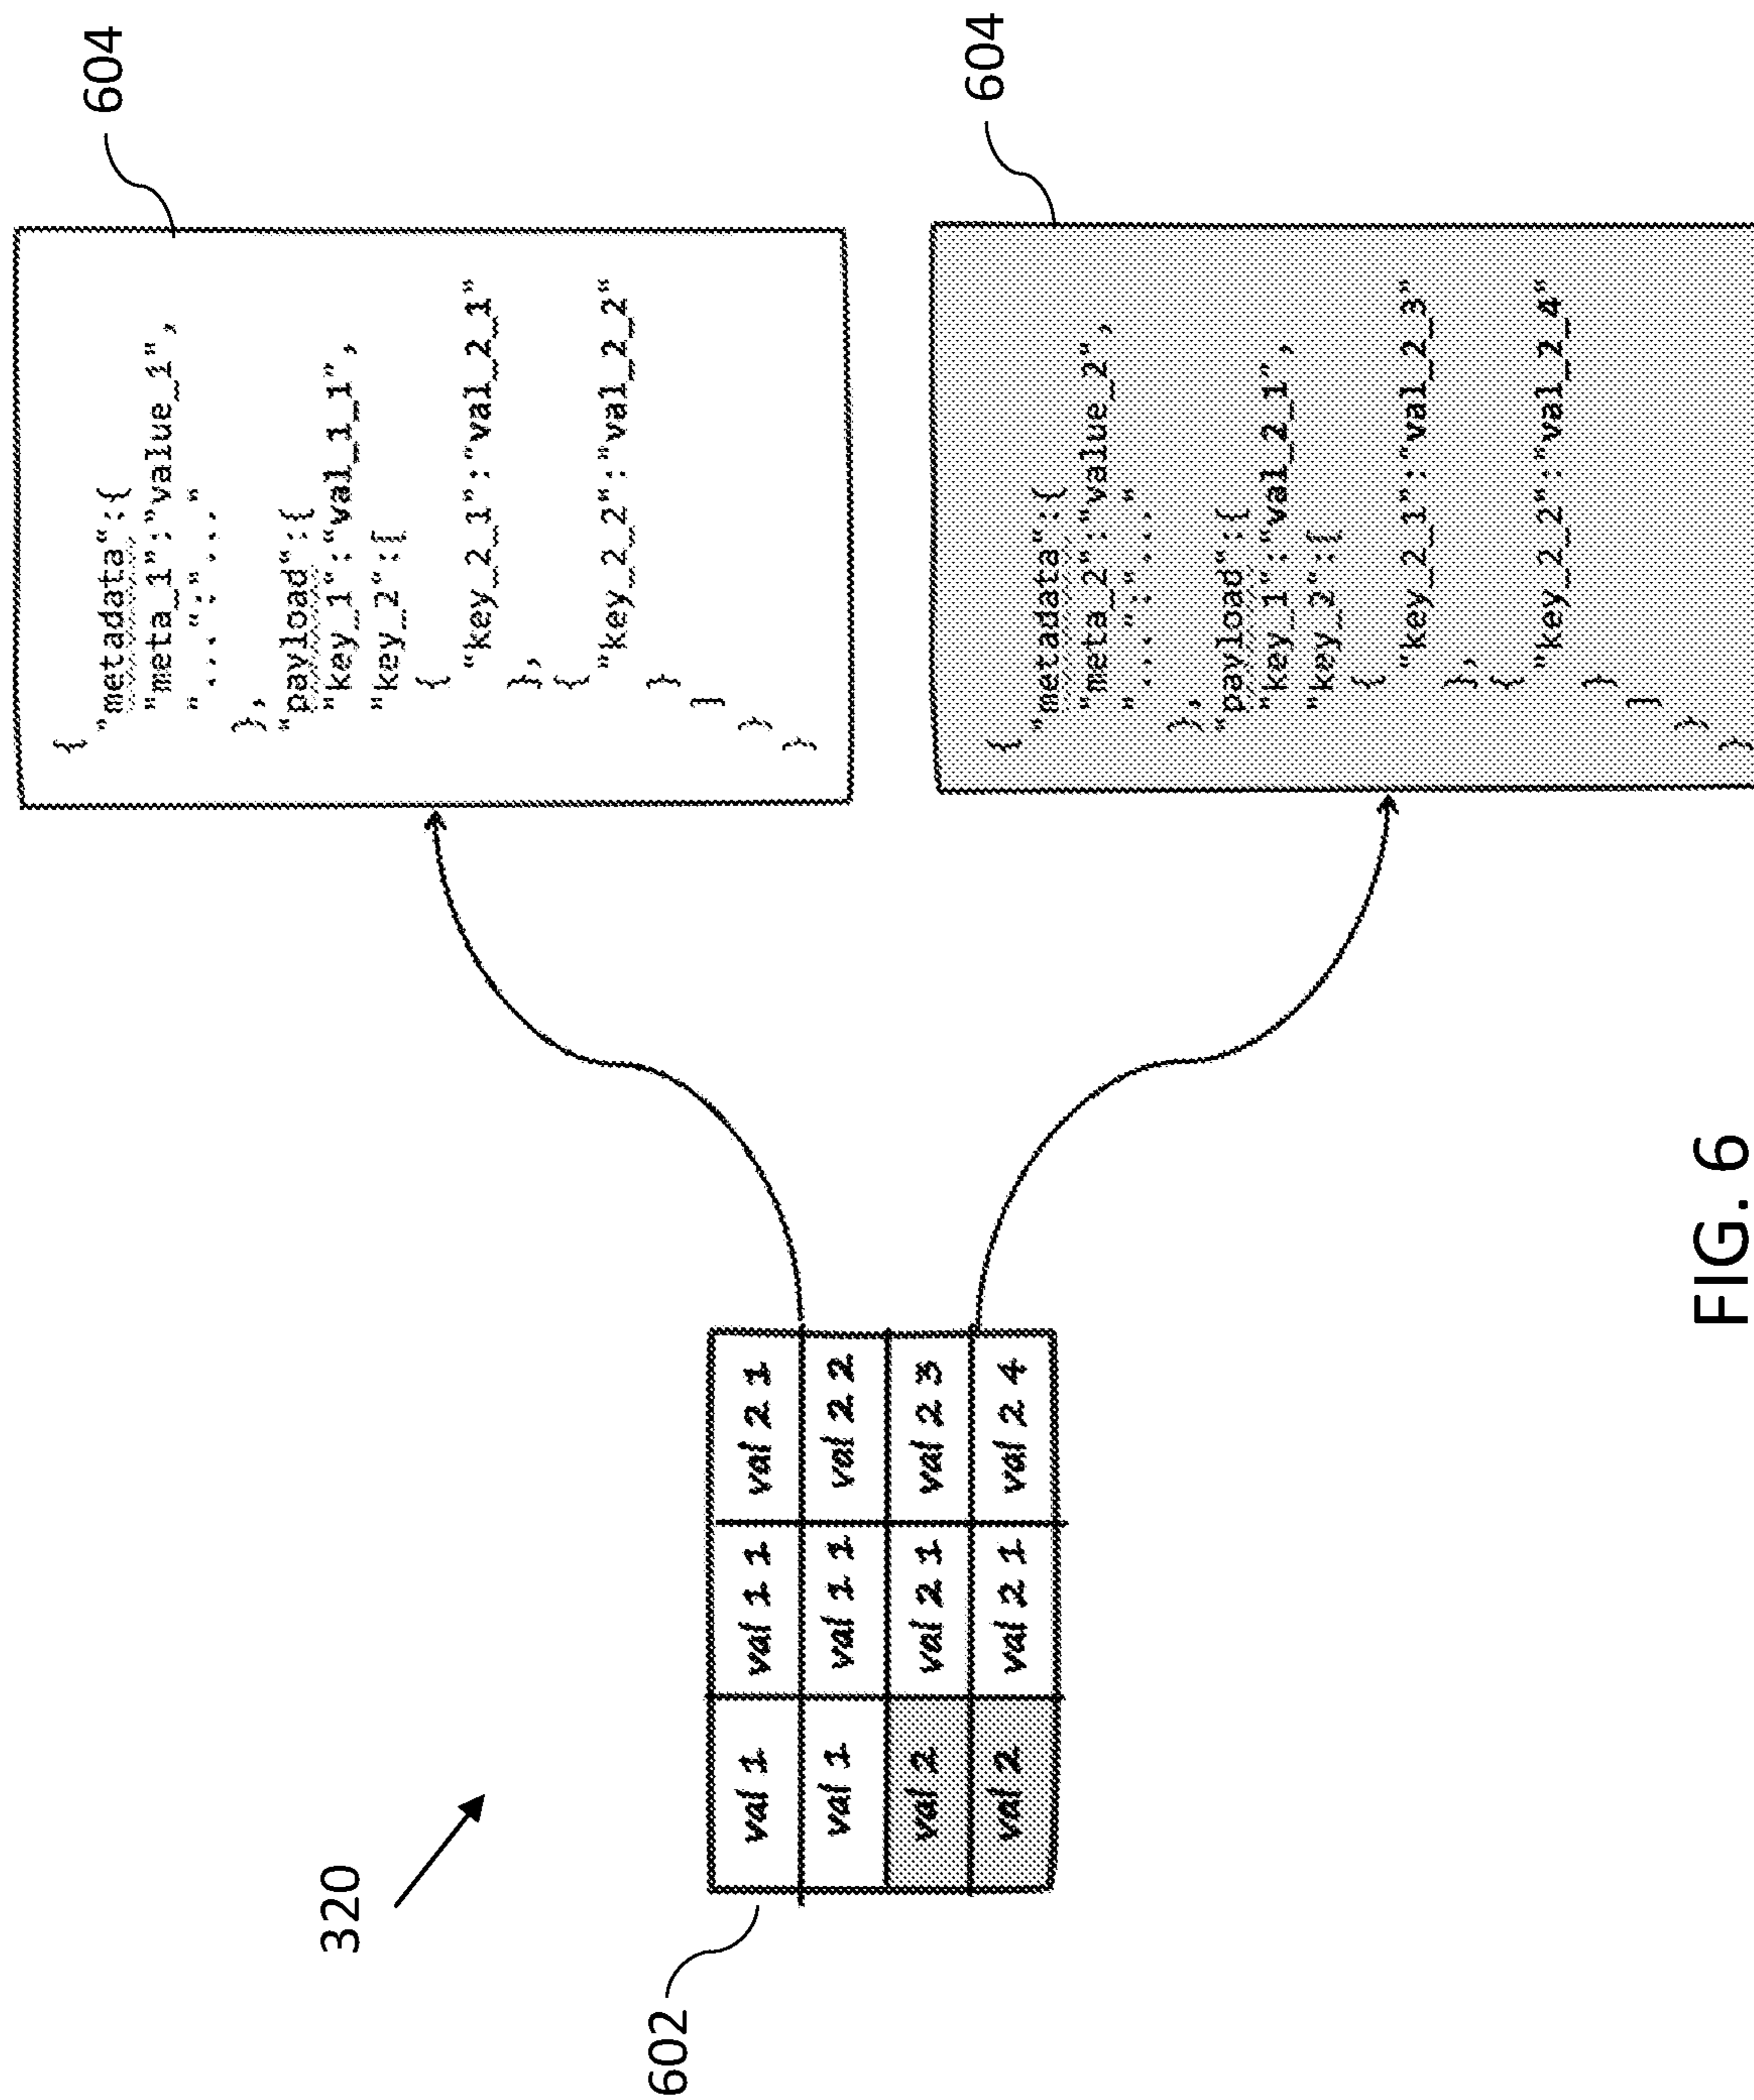 320
602
val 1 val 1 1 val 2 1
val 1 val 1 1 val 2 2
val 2 val 2 1 val 2 3
val 2 val 2 1 val 2 4
604
{
"metadata":{
"meta_1":"value_1",
"...":"..."
},
"payload":{
"key_1":"val_1_1",
"key_2":[
{
"key_2_1":"val_2_1"
},
{
"key_2_2":"val_2_2"
}
]
}
}
604
{
"metadata":{
"meta_2":"value_2",
"...":"..."
},
"payload":{
"key_1":"val_2_1",
"key_2":[
{
"key_2_1":"val_2_3"
},
{
"key_2_2":"val_2_4"
}
]
}
}
FIG. 6